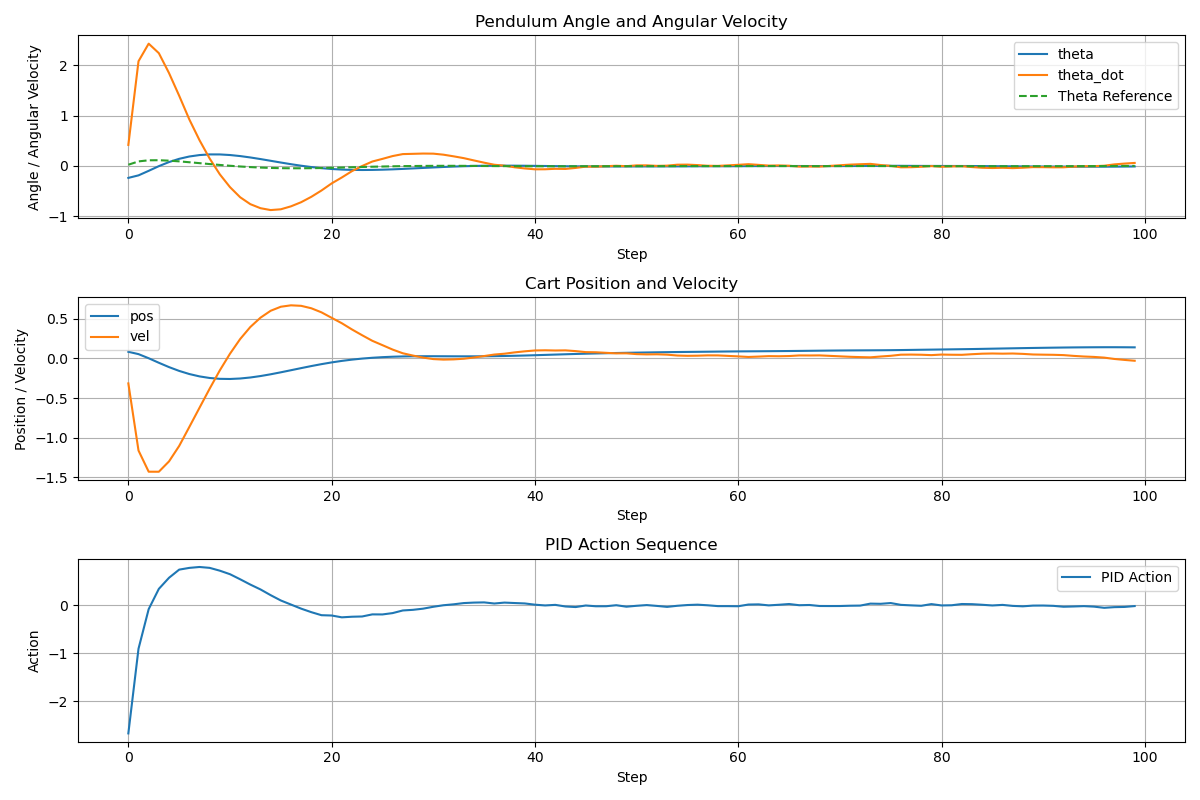 Pendulum Angle and Angular Velocity
Angle / Angular Velocity
2
1
0
−1
theta
theta_dot
Theta Reference
0 20 40 60 80 100
Step
Cart Position and Velocity
Position / Velocity
0.5
0.0
−0.5
−1.0
−1.5
pos
vel
0 20 40 60 80 100
Step
PID Action Sequence
Action
0
−1
−2
PID Action
0 20 40 60 80 100
Step